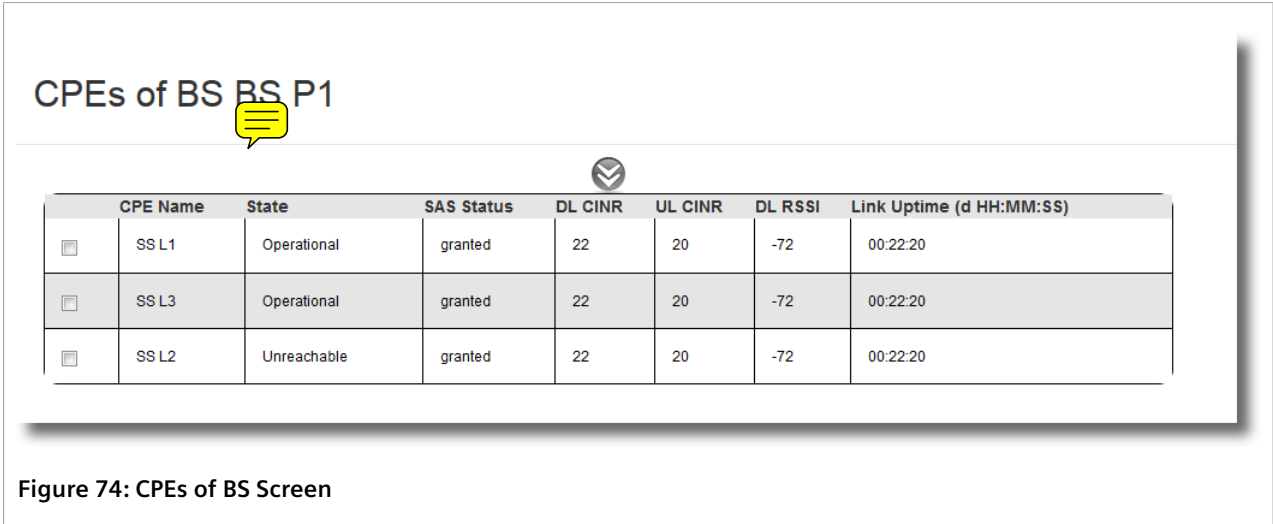 CPEs of BS BS P1
CPE Name State SAS Status DL CINR UL CINR DL RSSI Link Uptime (d HH:MM:SS)
SS L1 Operational granted 22 20 -72 00:22:20
SS L3 Operational granted 22 20 -72 00:22:20
SS L2 Unreachable granted 22 20 -72 00:22:20
Figure 74: CPEs of BS Screen